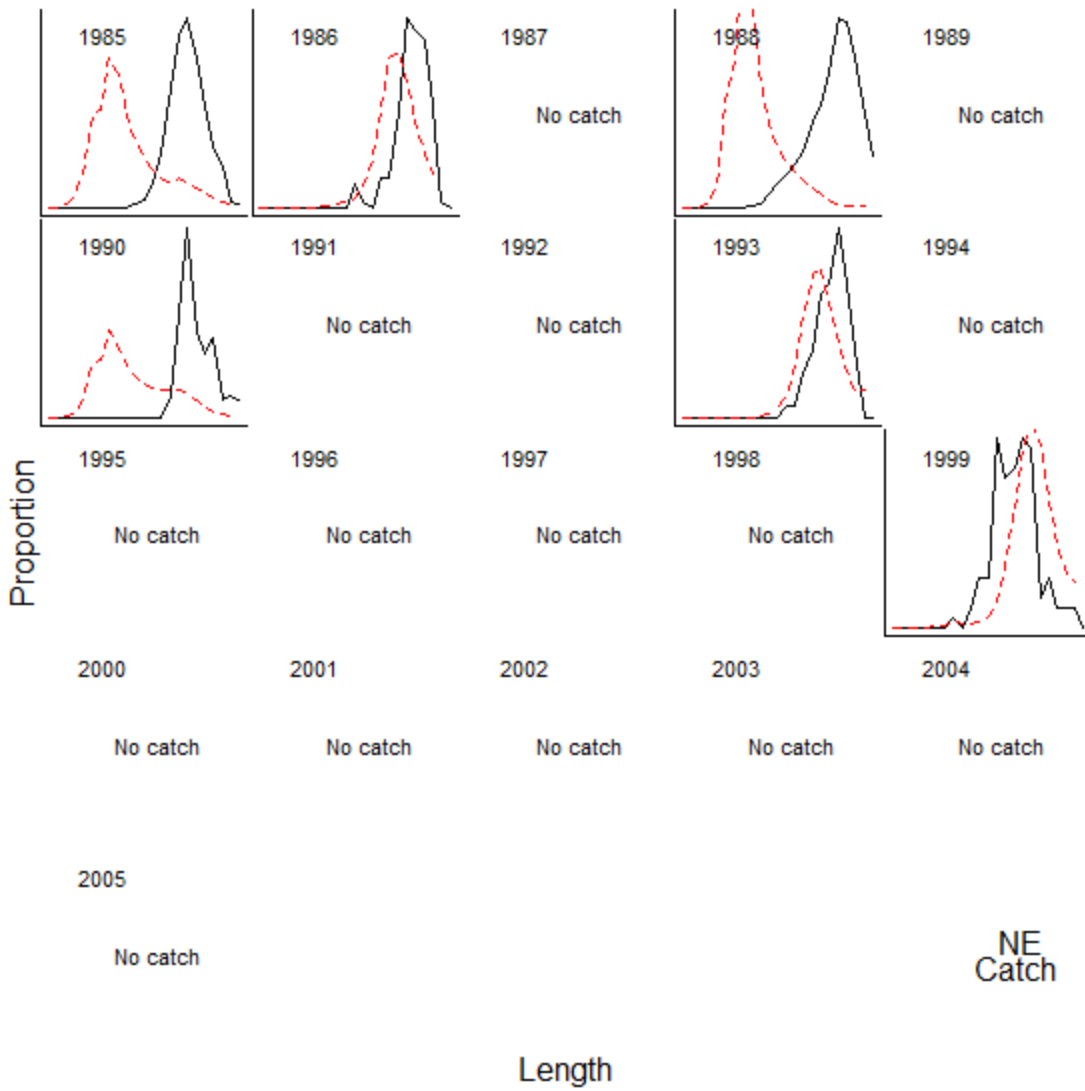 1985
1986
1987
1988
1989
No catch
No catch
1990
1991
1992
1993
1994
No catch
No catch
No catch
Proportion
1995
1996
1997
1998
1999
No catch
No catch
No catch
No catch
2000
2001
2002
2003
2004
No catch
No catch
No catch
No catch
No catch
2005
No catch
NE
Catch
Length